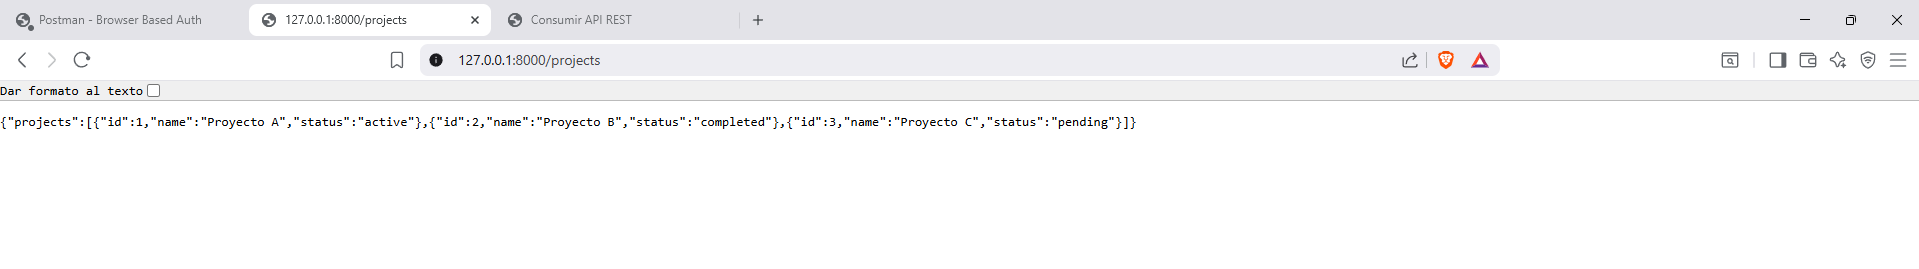 Postman - Browser Based Auth
127.0.0.1:8000/projects
Consumir API REST
127.0.0.1:8000/projects
Dar formato al texto
{"projects":[{"id":1,"name":"Proyecto A","status":"active"},{"id":2,"name":"Proyecto B","status":"completed"},{"id":3,"name":"Proyecto C","status":"pending"}]}